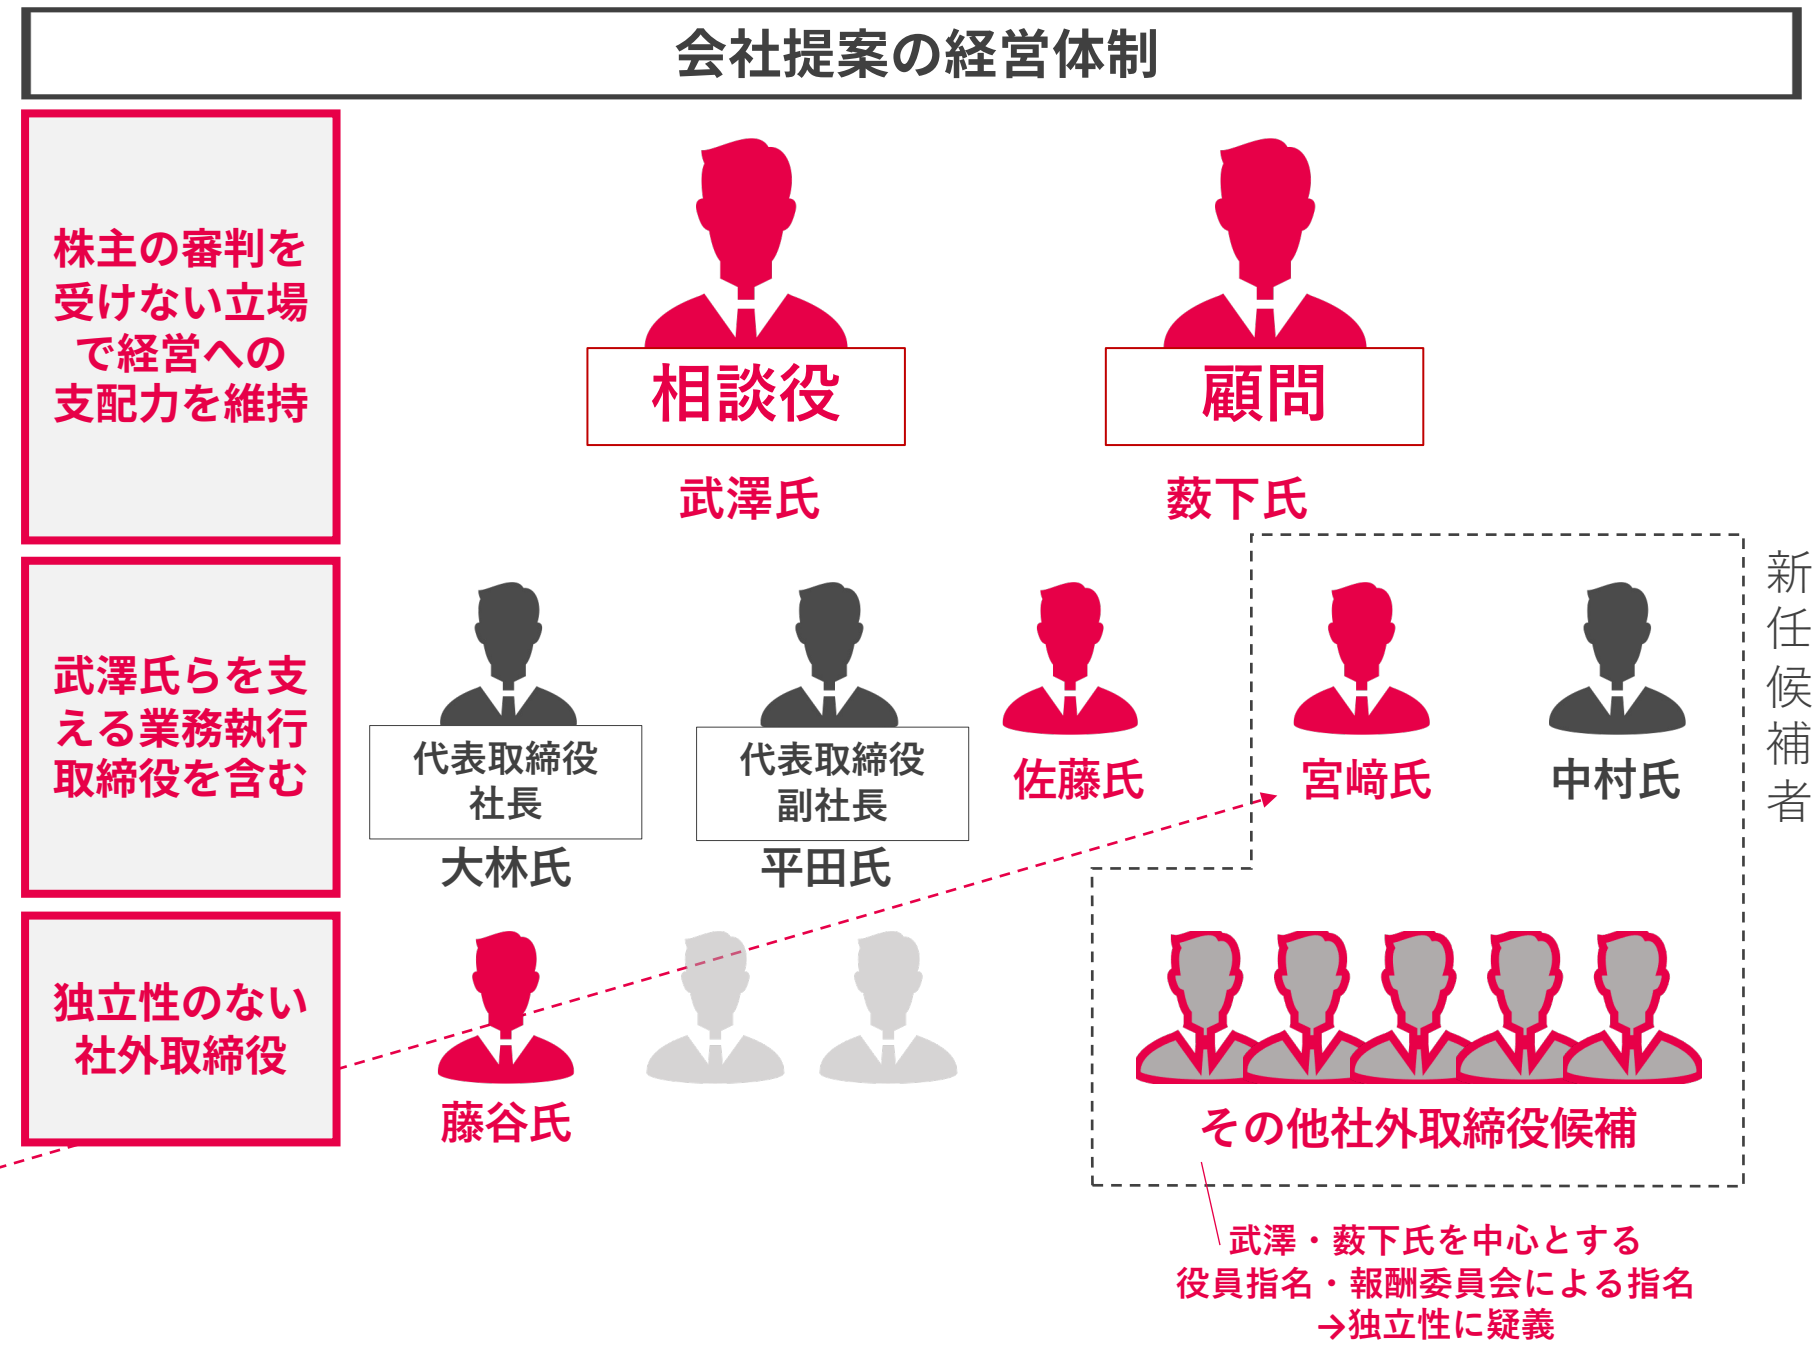 会社提案の経営体制
株主の審判を
受けない立場
で経営への
支配力を維持
相談役
顧問
武澤氏
薮下氏
武澤氏らを支
える業務執行
取締役を含む
代表取締役
社長
大林氏
代表取締役
副社長
平田氏
佐藤氏
宮﨑氏
中村氏
新任候補者
独立性のない
社外取締役
藤谷氏
その他社外取締役候補
武澤・薮下氏を中心とする
役員指名・報酬委員会による指名
→独立性に疑義